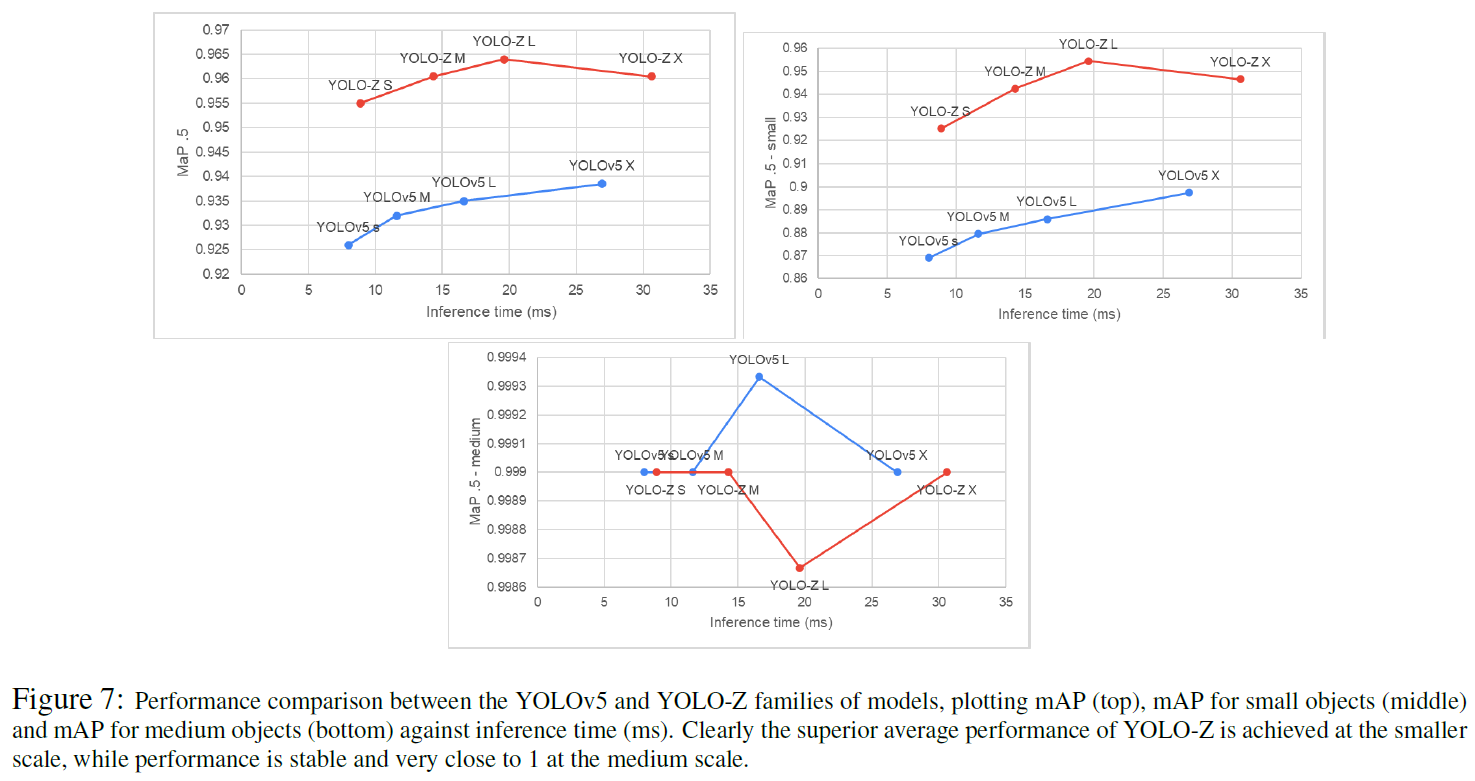 0.97
0.965
0.96
0.955
0.95
0.945
0.94
0.935
0.93
0.925
0.92
MaP .5
YOLO-Z S
YOLO-Z M
YOLO-Z L
YOLO-Z X
YOLOv5 s
YOLOv5 M
YOLOv5 L
YOLOv5 X
0 5 10 15 20 25 30 35
Inference time (ms)
0.96
0.95
0.94
0.93
0.92
0.91
0.9
0.89
0.88
0.87
0.86
MaP .5 - small
YOLO-Z S
YOLO-Z M
YOLO-Z L
YOLO-Z X
YOLOv5 s
YOLOv5 M
YOLOv5 L
YOLOv5 X
0 5 10 15 20 25 30 35
Inference time (ms)
0.9994
0.9993
0.9992
0.9991
0.999
0.9989
0.9988
0.9987
0.9986
MaP .5 - medium
YOLOv5 L
YOLOv5 s
YOLOv5 M
YOLOv5 X
YOLO-Z S
YOLO-Z M
YOLO-Z X
YOLO-Z L
0 5 10 15 20 25 30 35
Inference time (ms)
Figure 7: Performance comparison between the YOLOv5 and YOLO-Z families of models, plotting mAP (top), mAP for small objects (middle)
and mAP for medium objects (bottom) against inference time (ms). Clearly the superior average performance of YOLO-Z is achieved at the smaller
scale, while performance is stable and very close to 1 at the medium scale.